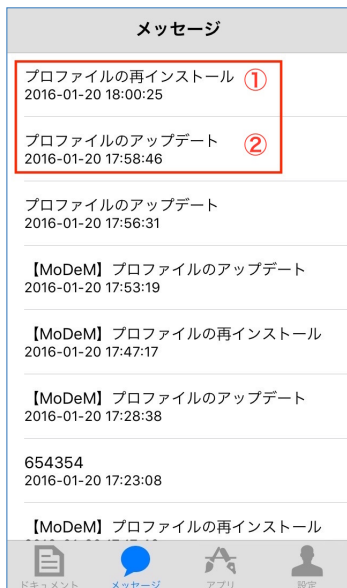 メッセージ
プロファイルの再インストール ①
2016-01-20 18:00:25
プロファイルのアップデート ②
2016-01-20 17:58:46
プロファイルのアップデート
2016-01-20 17:56:31
【MoDeM】プロファイルのアップデート
2016-01-20 17:53:19
【MoDeM】プロファイルの再インストール
2016-01-20 17:47:17
【MoDeM】プロファイルのアップデート
2016-01-20 17:28:38
654354
2016-01-20 17:23:08
【MoDeM】プロファイルの再インストール
ドキュメント メッセージ アプリ 設定